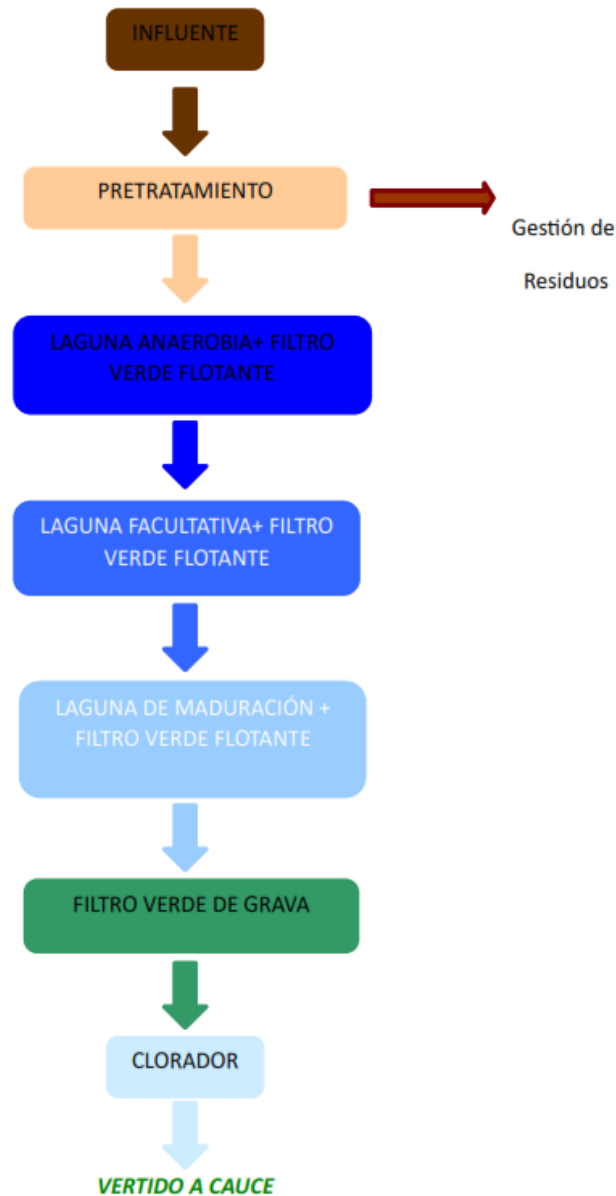 INFLUENTE
PRETRATAMIENTO
Gestión de
Residuos
LAGUNA ANAEROBIA+ FILTRO
VERDE FLOTANTE
LAGUNA FACULTATIVA+ FILTRO
VERDE FLOTANTE
LAGUNA DE MADURACIÓN +
FILTRO VERDE FLOTANTE
FILTRO VERDE DE GRAVA
CLORADOR
VERTIDO A CAUCE